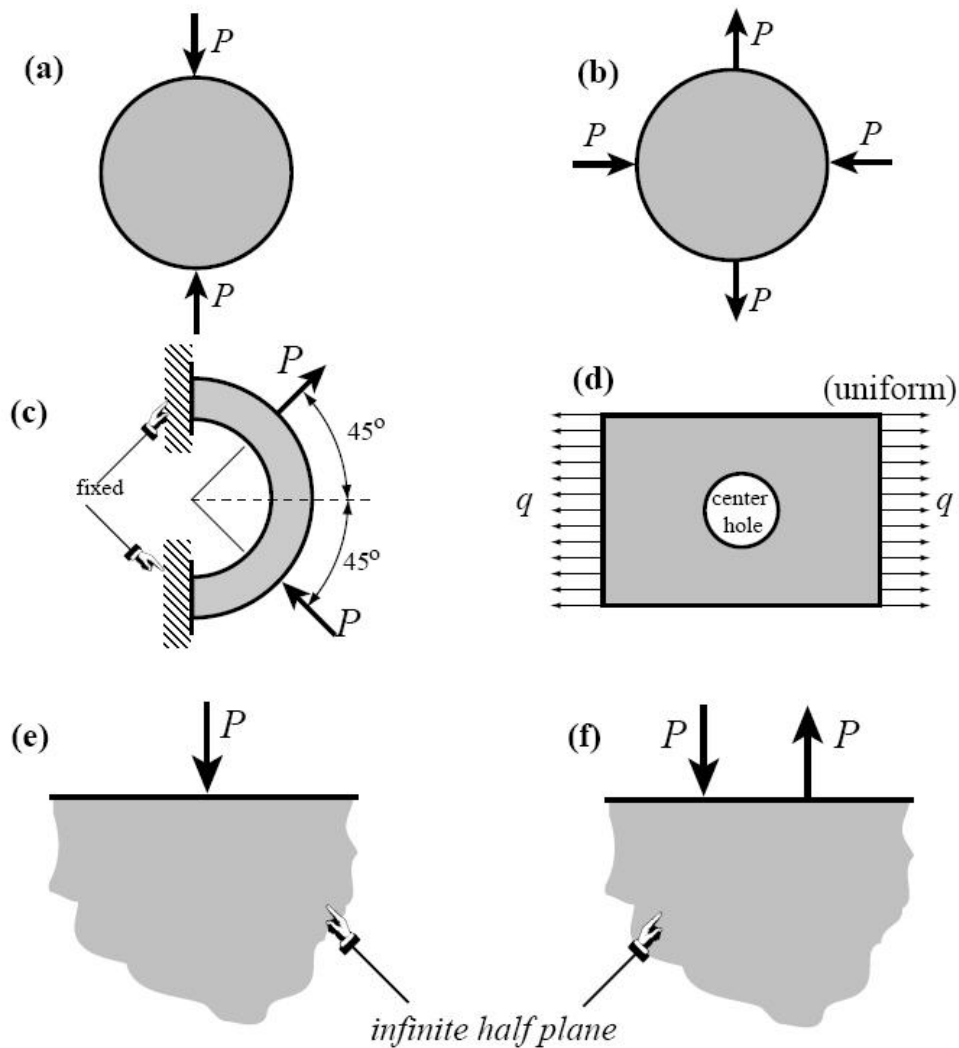 (a)
P
P
(b)
P
P
P
P
(c)
P
45°
45°
fixed
P
(d)
(uniform)
q
center
hole
q
(e)
P
(f)
P
P
infinite half plane